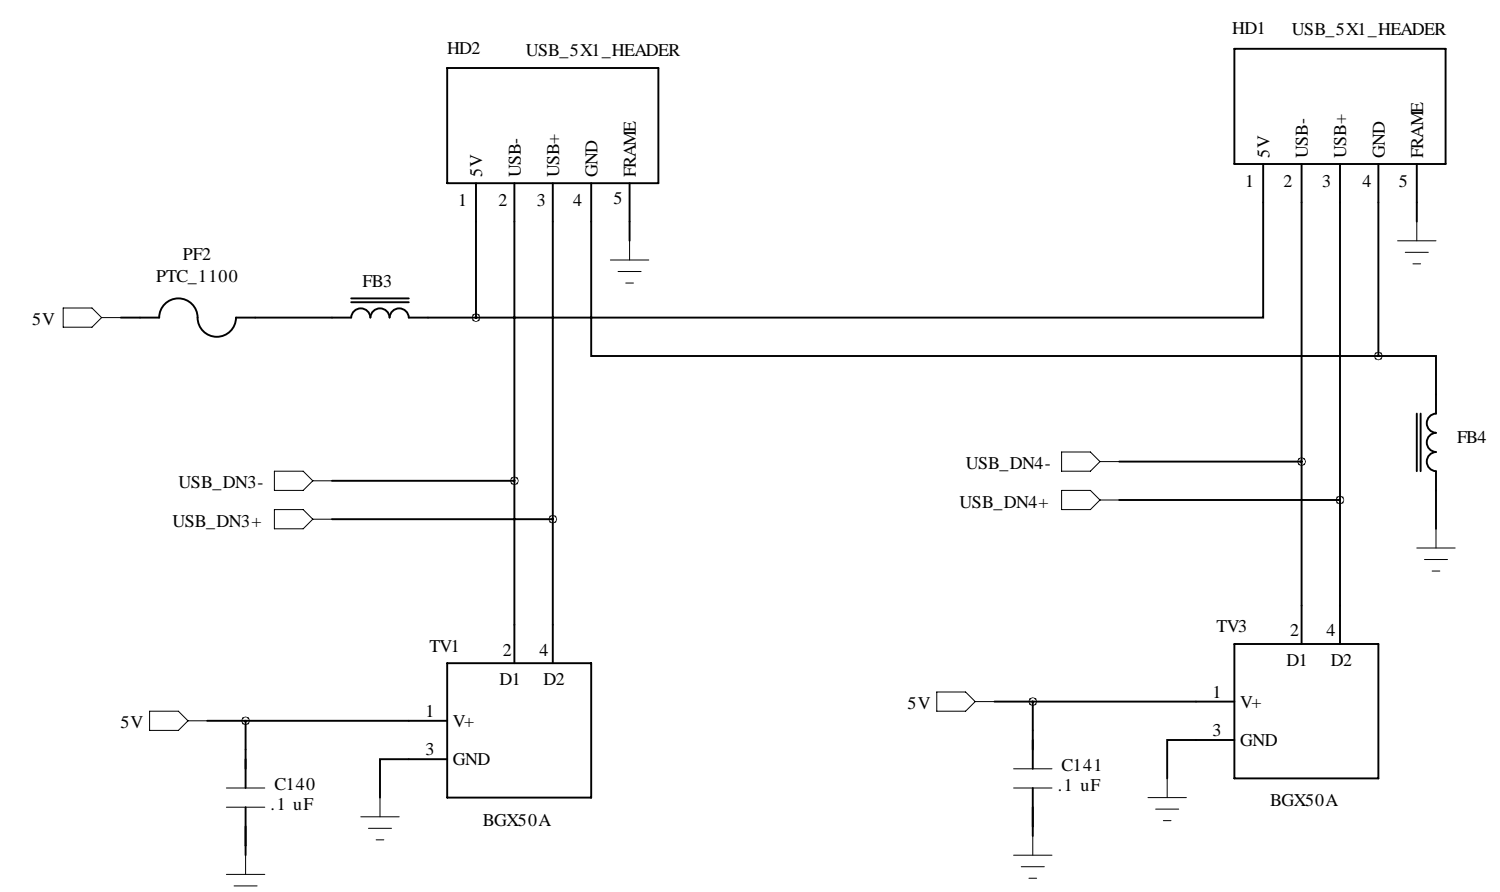 HD1 USB_5X1_HEADER
HD2 USB_5X1_HEADER
5V USB- USB+ GND FRAME
1 2 3 4 5
5V USB- USB+ GND FRAME
1 2 3 4 5
PF2
PTC_1100
FB3
5V
FB4
USB_DN3-
USB_DN3+
USB_DN4-
USB_DN4+
TV1
2 4
D1 D2
5V
1 V+
3 GND
C140
.1 uF
BGX50A
TV3
2 4
D1 D2
5V
1 V+
3 GND
C141
.1 uF
BGX50A